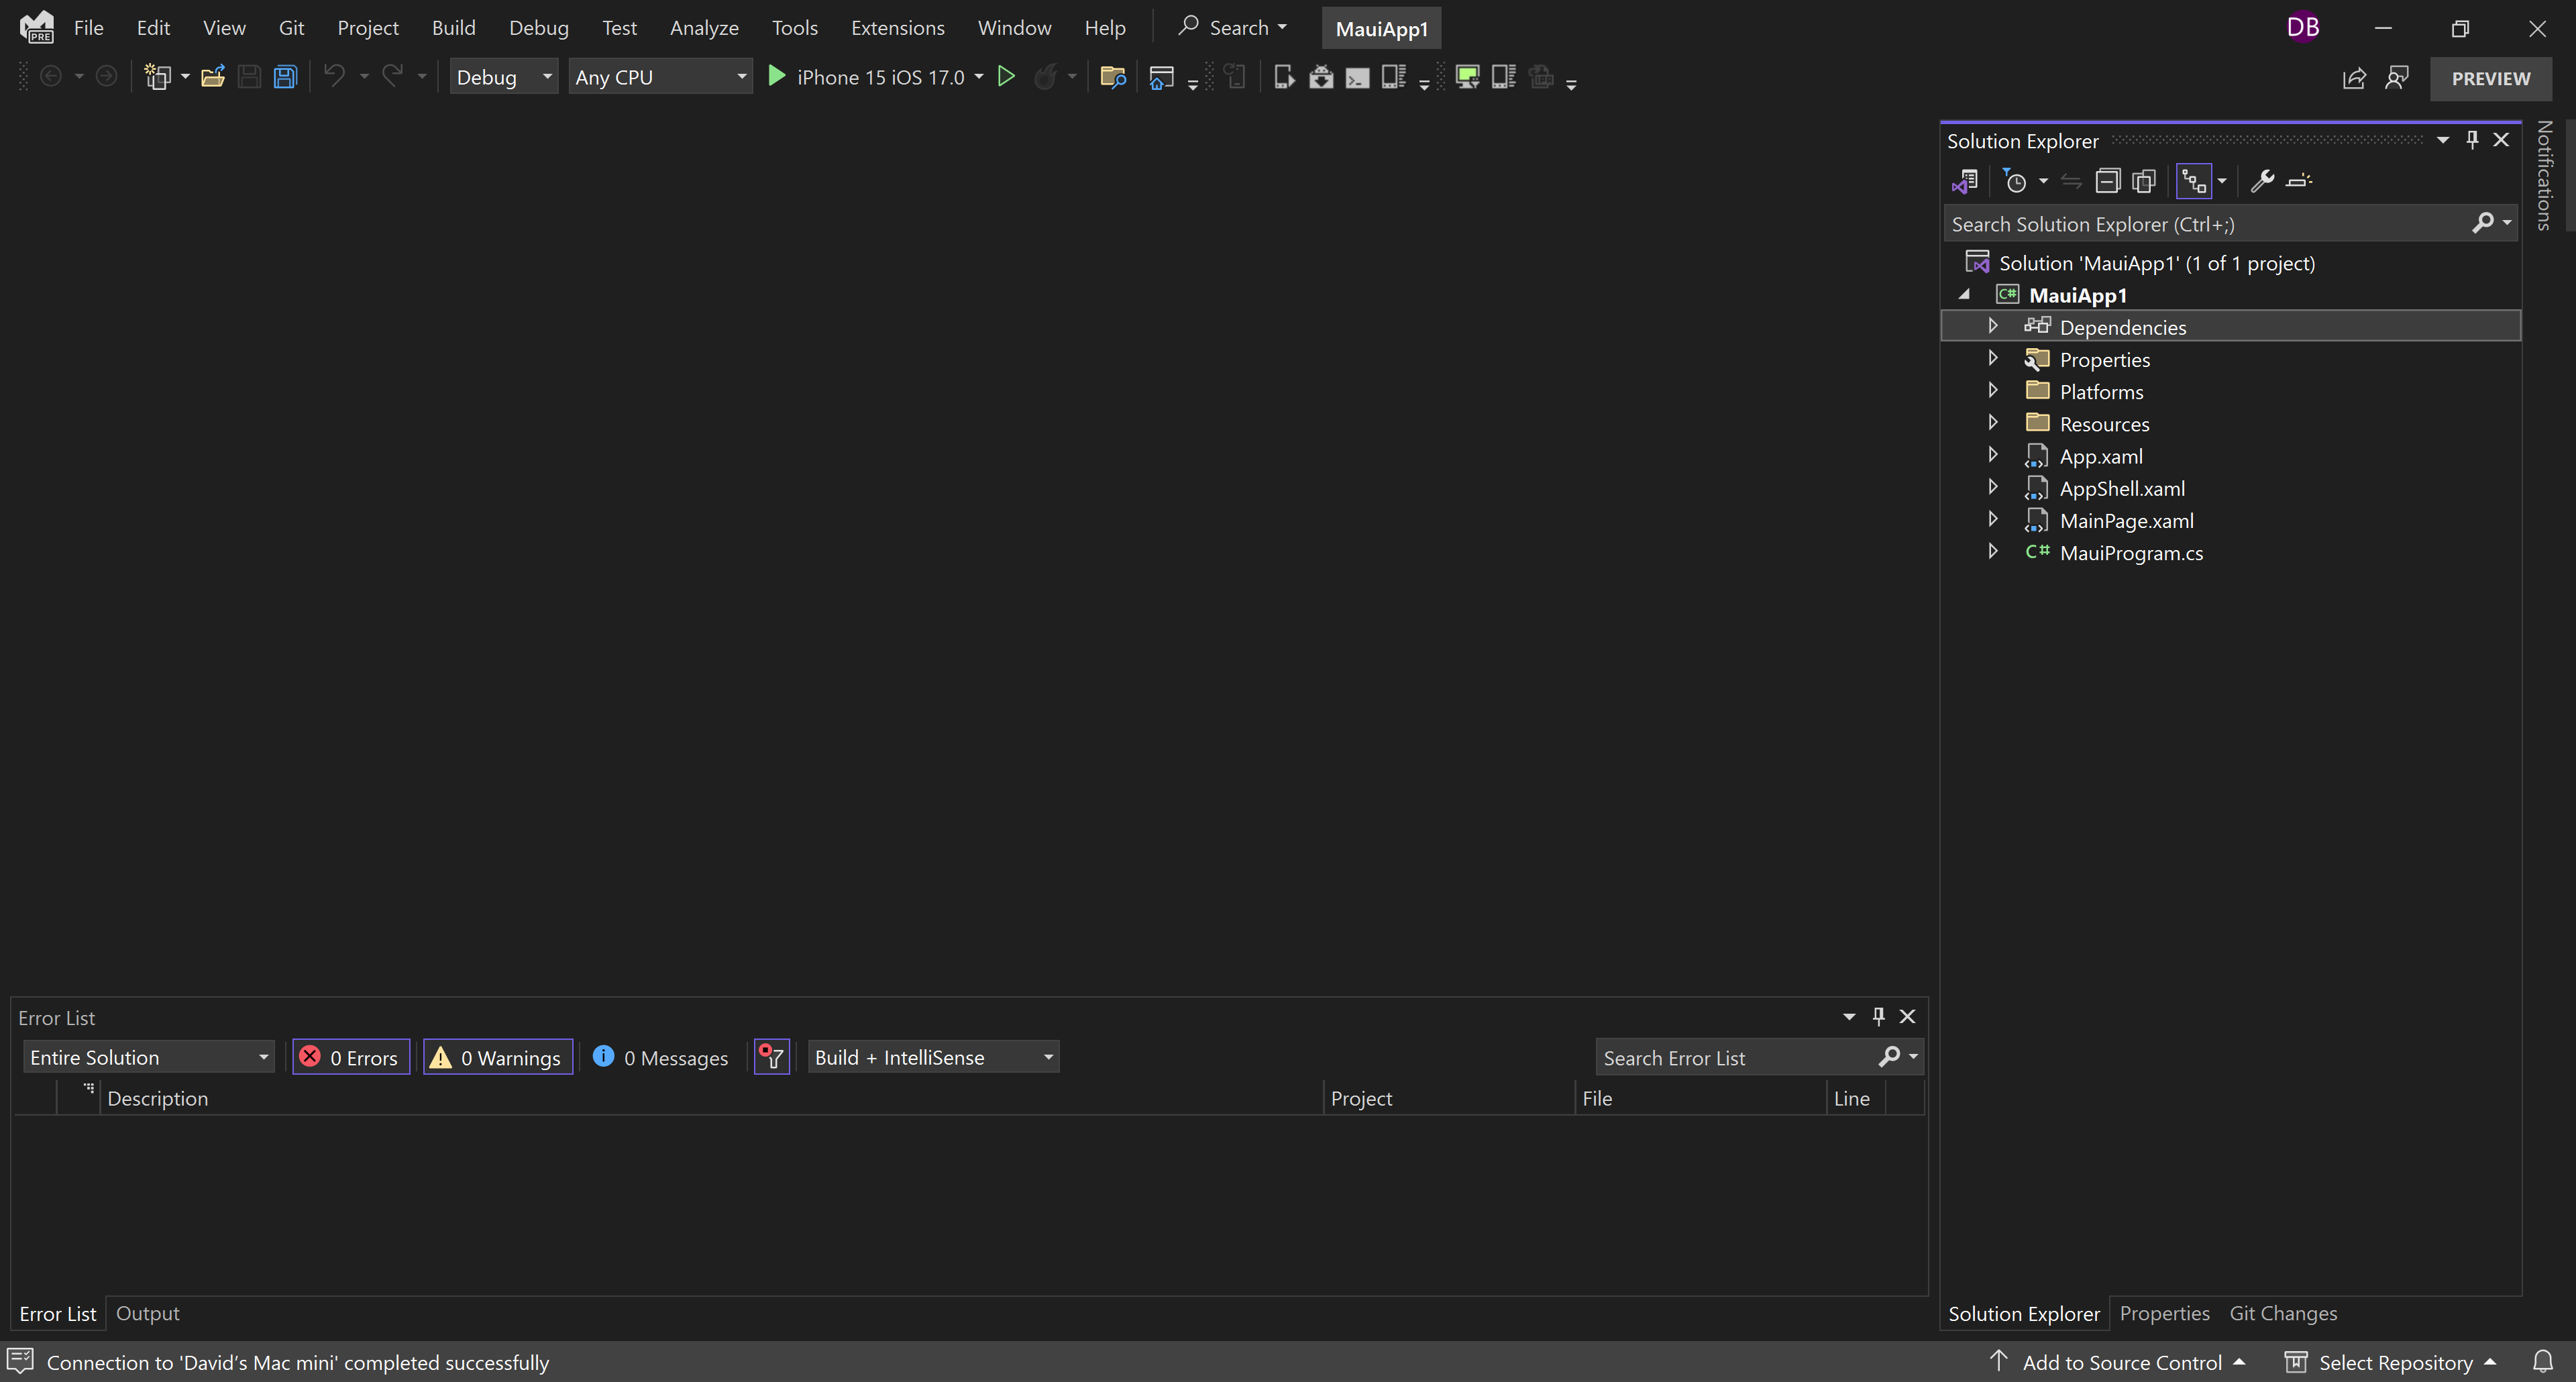 PRE File Edit View Git Project Build Debug Test Analyze Tools Extensions Window Help Search MauiApp1 DB
Debug Any CPU iPhone 15 iOS 17.0 PREVIEW
Solution Explorer
Notifications
Search Solution Explorer (Ctrl+;)
Solution 'MauiApp1' (1 of 1 project)
C# MauiApp1
Dependencies
Properties
Platforms
Resources
App.xaml
AppShell.xaml
MainPage.xaml
C# MauiProgram.cs
Error List
Entire Solution 0 Errors 0 Warnings 0 Messages Build + IntelliSense Search Error List
Description Project File Line
Error List Output
Solution Explorer Properties Git Changes
Connection to 'David's Mac mini' completed successfully Add to Source Control Select Repository